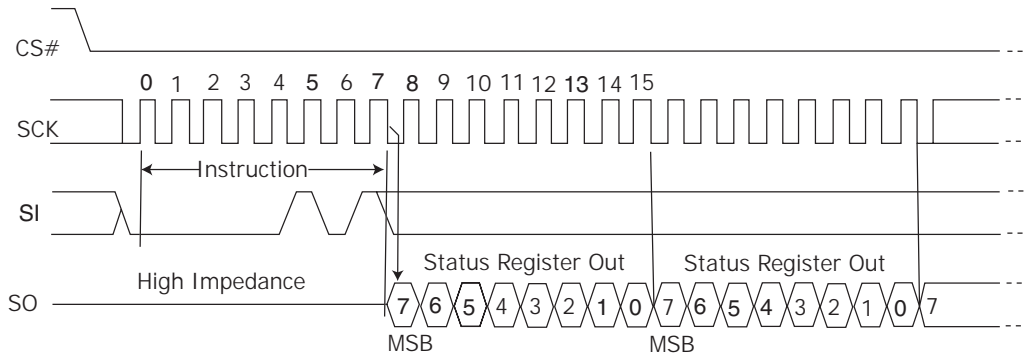 CS#
0 1 2 3 4 5 6 7 8 9 10 11 12 13 14 15
SCK
Instruction
SI
High Impedance
Status Register Out Status Register Out
SO
7 6 5 4 3 2 1 0 7 6 5 4 3 2 1 0 7
MSB MSB